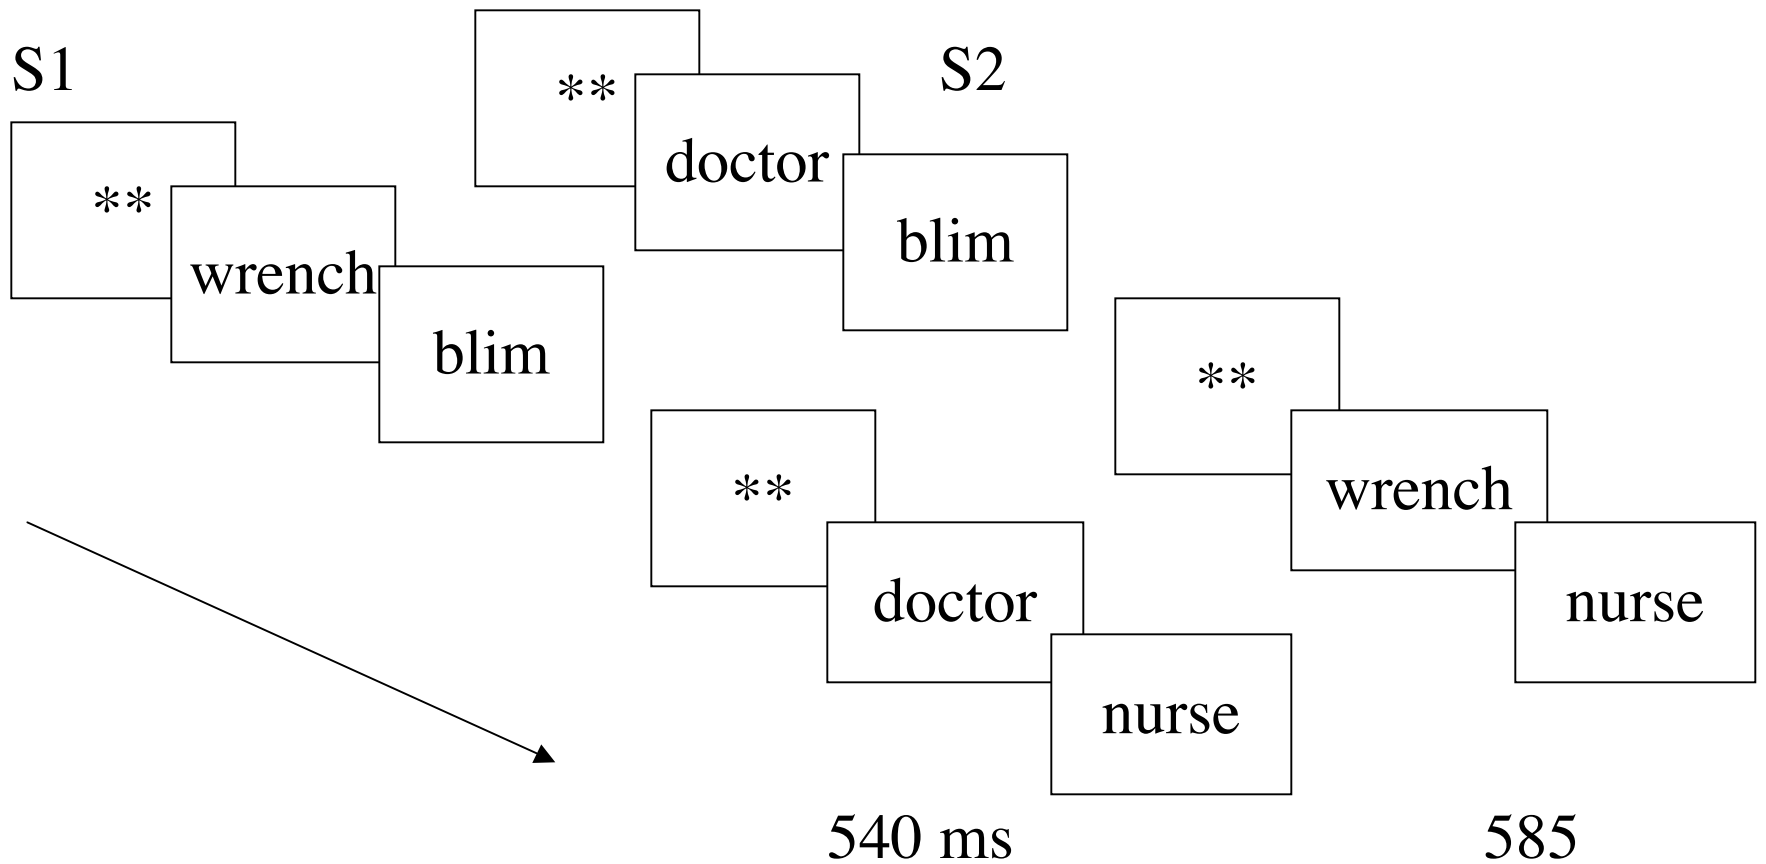 S1
**
wrench
blim
**
doctor
blim
S2
**
doctor
nurse
540 ms
**
wrench
nurse
585